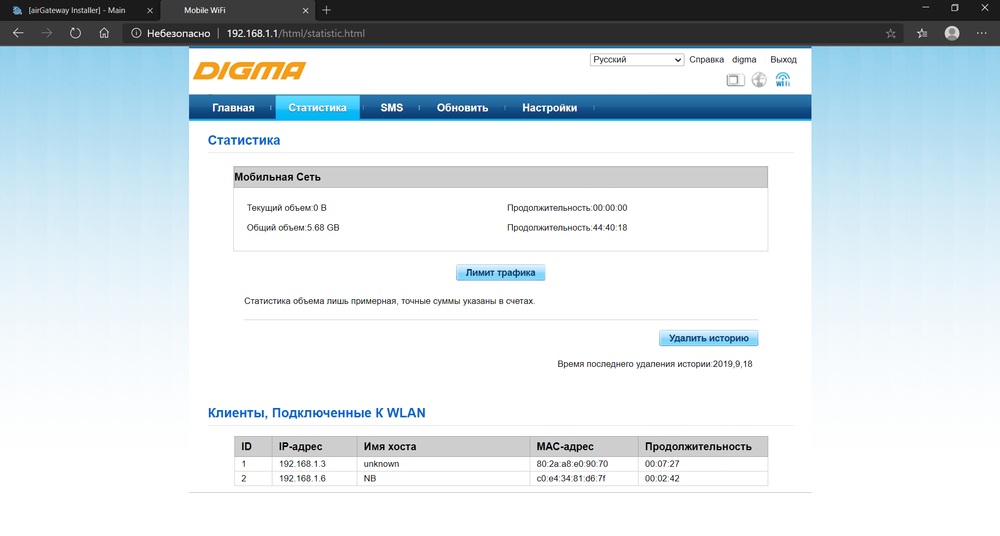 [airGateway Installer] - Main
Mobile WiFi
Небезопасно
192.168.1.1/html/statistic.html
DIGMA
Русский
Справка
digma
Выход
WiFi
Главная
Статистика
SMS
Обновить
Настройки
Статистика
Мобильная Сеть
Текущий объем:0 B
Продолжительность:00:00:00
Общий объем:5.68 GB
Продолжительность:44:40:18
Лимит трафика
Статистика объема лишь примерная, точные суммы указаны в счетах.
Удалить историю
Время последнего удаления истории:2019,9,18
Клиенты, Подключенные К WLAN
ID IP-адрес Имя хоста MAC-адрес Продолжительность
1 192.168.1.3 unknown 80:2a:a8:e0:90:70 00:07:27
2 192.168.1.6 NB c0:e4:34:81:d6:7f 00:02:42